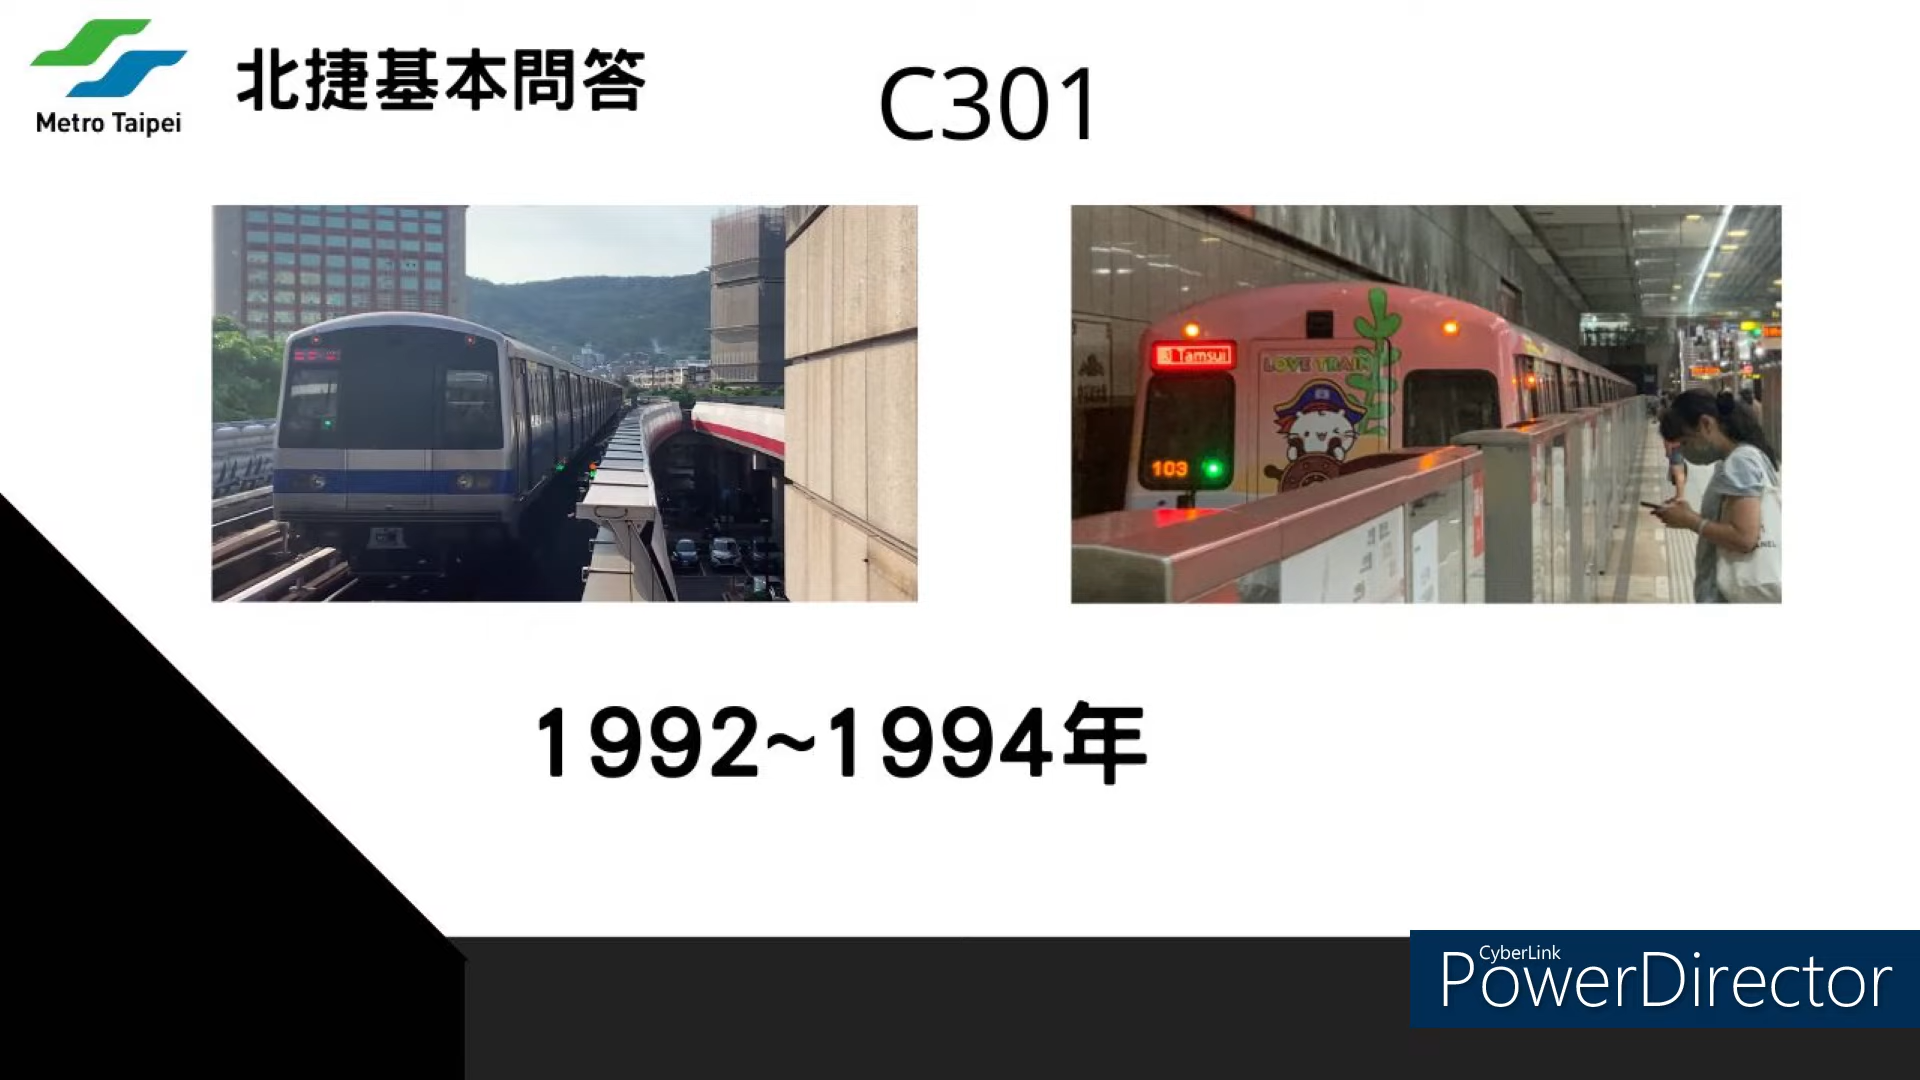 Metro Taipei
北捷基本問答
C301
Tamsui
LOVE TRAIN
103
1992~1994年
CyberLink
PowerDirector